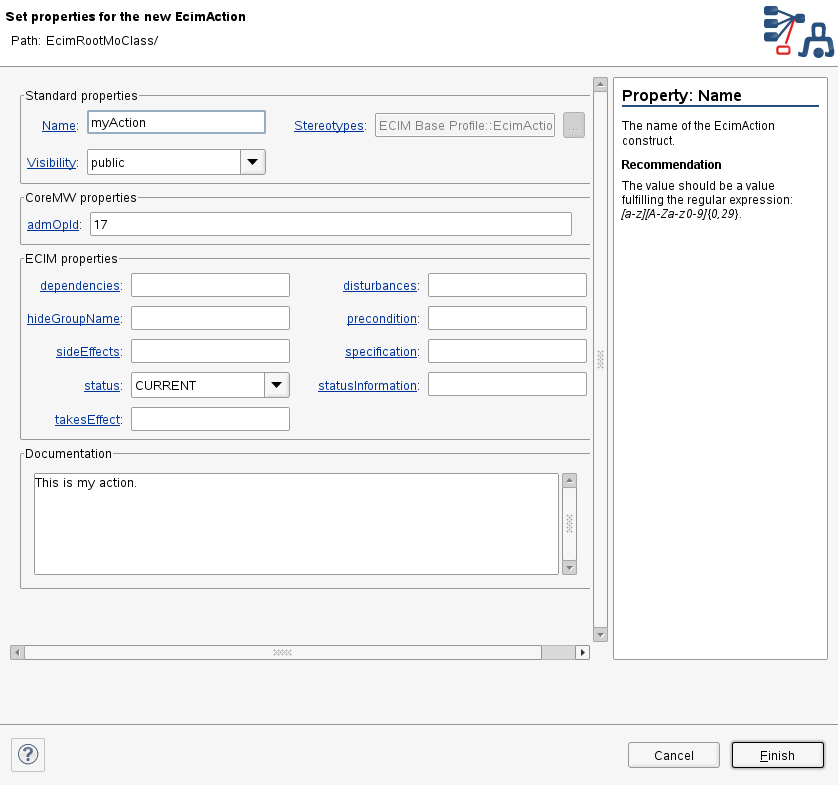 Set properties for the new EcimAction
Path: EcimRootMoClass/
Standard properties
Name: myAction Stereotypes: ECIM Base Profile::EcimActio ...
Visibility: public
CoreMW properties
admOpId: 17
ECIM properties
dependencies: disturbances:
hideGroupName: precondition:
sideEffects: specification:
status: CURRENT statusInformation:
takesEffect:
Documentation
This is my action.
Property: Name
The name of the EcimAction
construct.
Recommendation
The value should be a value
fulfilling the regular expression:
[a-z][A-Za-z0-9]{0,29}.
?
Cancel Finish